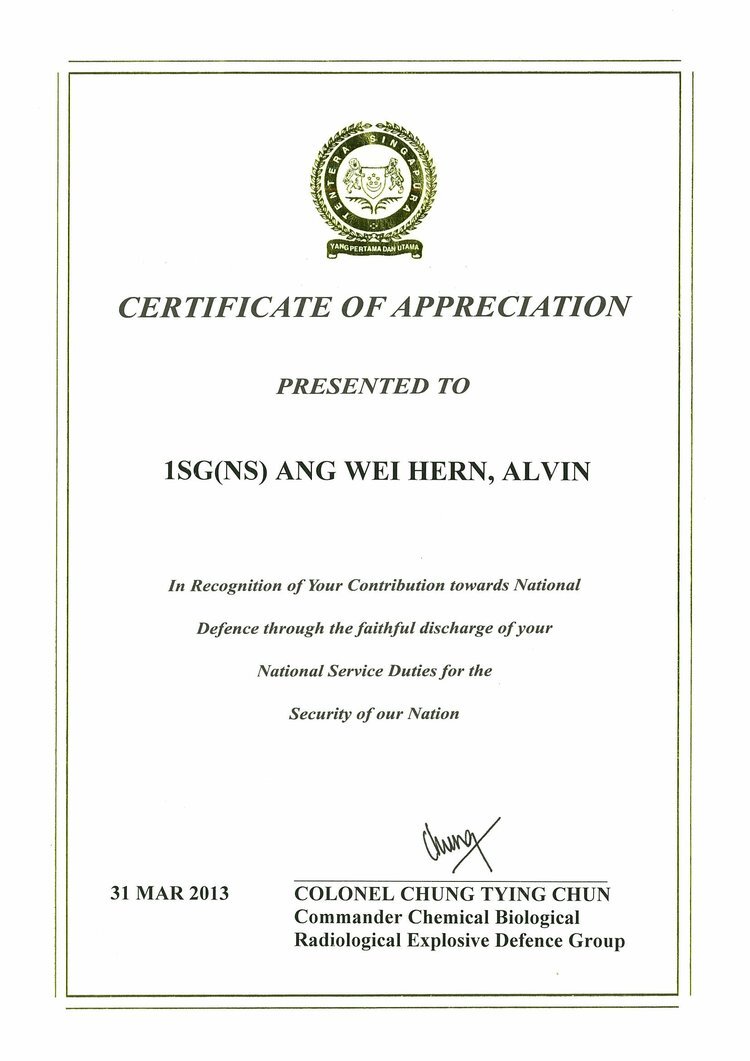 TENTERA SINGAPURA
YANG PERTAMA DAN UTAMA
CERTIFICATE OF APPRECIATION
PRESENTED TO
1SG(NS) ANG WEI HERN, ALVIN
In Recognition of Your Contribution towards National
Defence through the faithful discharge of your
National Service Duties for the
Security of our Nation
Chung
31 MAR 2013
COLONEL CHUNG TYING CHUN
Commander Chemical Biological
Radiological Explosive Defence Group